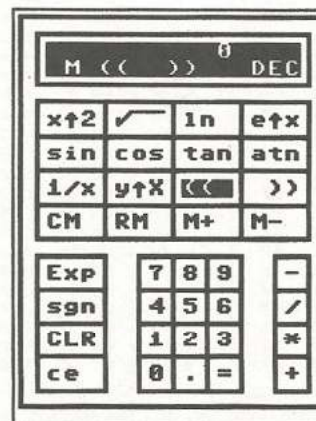 0
M (( )) DEC
x↑2 √ ln e↑x
sin cos tan atn
1/x y↑X (( ))
CM RM M+ M-
Exp 7 8 9 -
sgn 4 5 6 /
CLR 1 2 3 *
ce 0 . = +